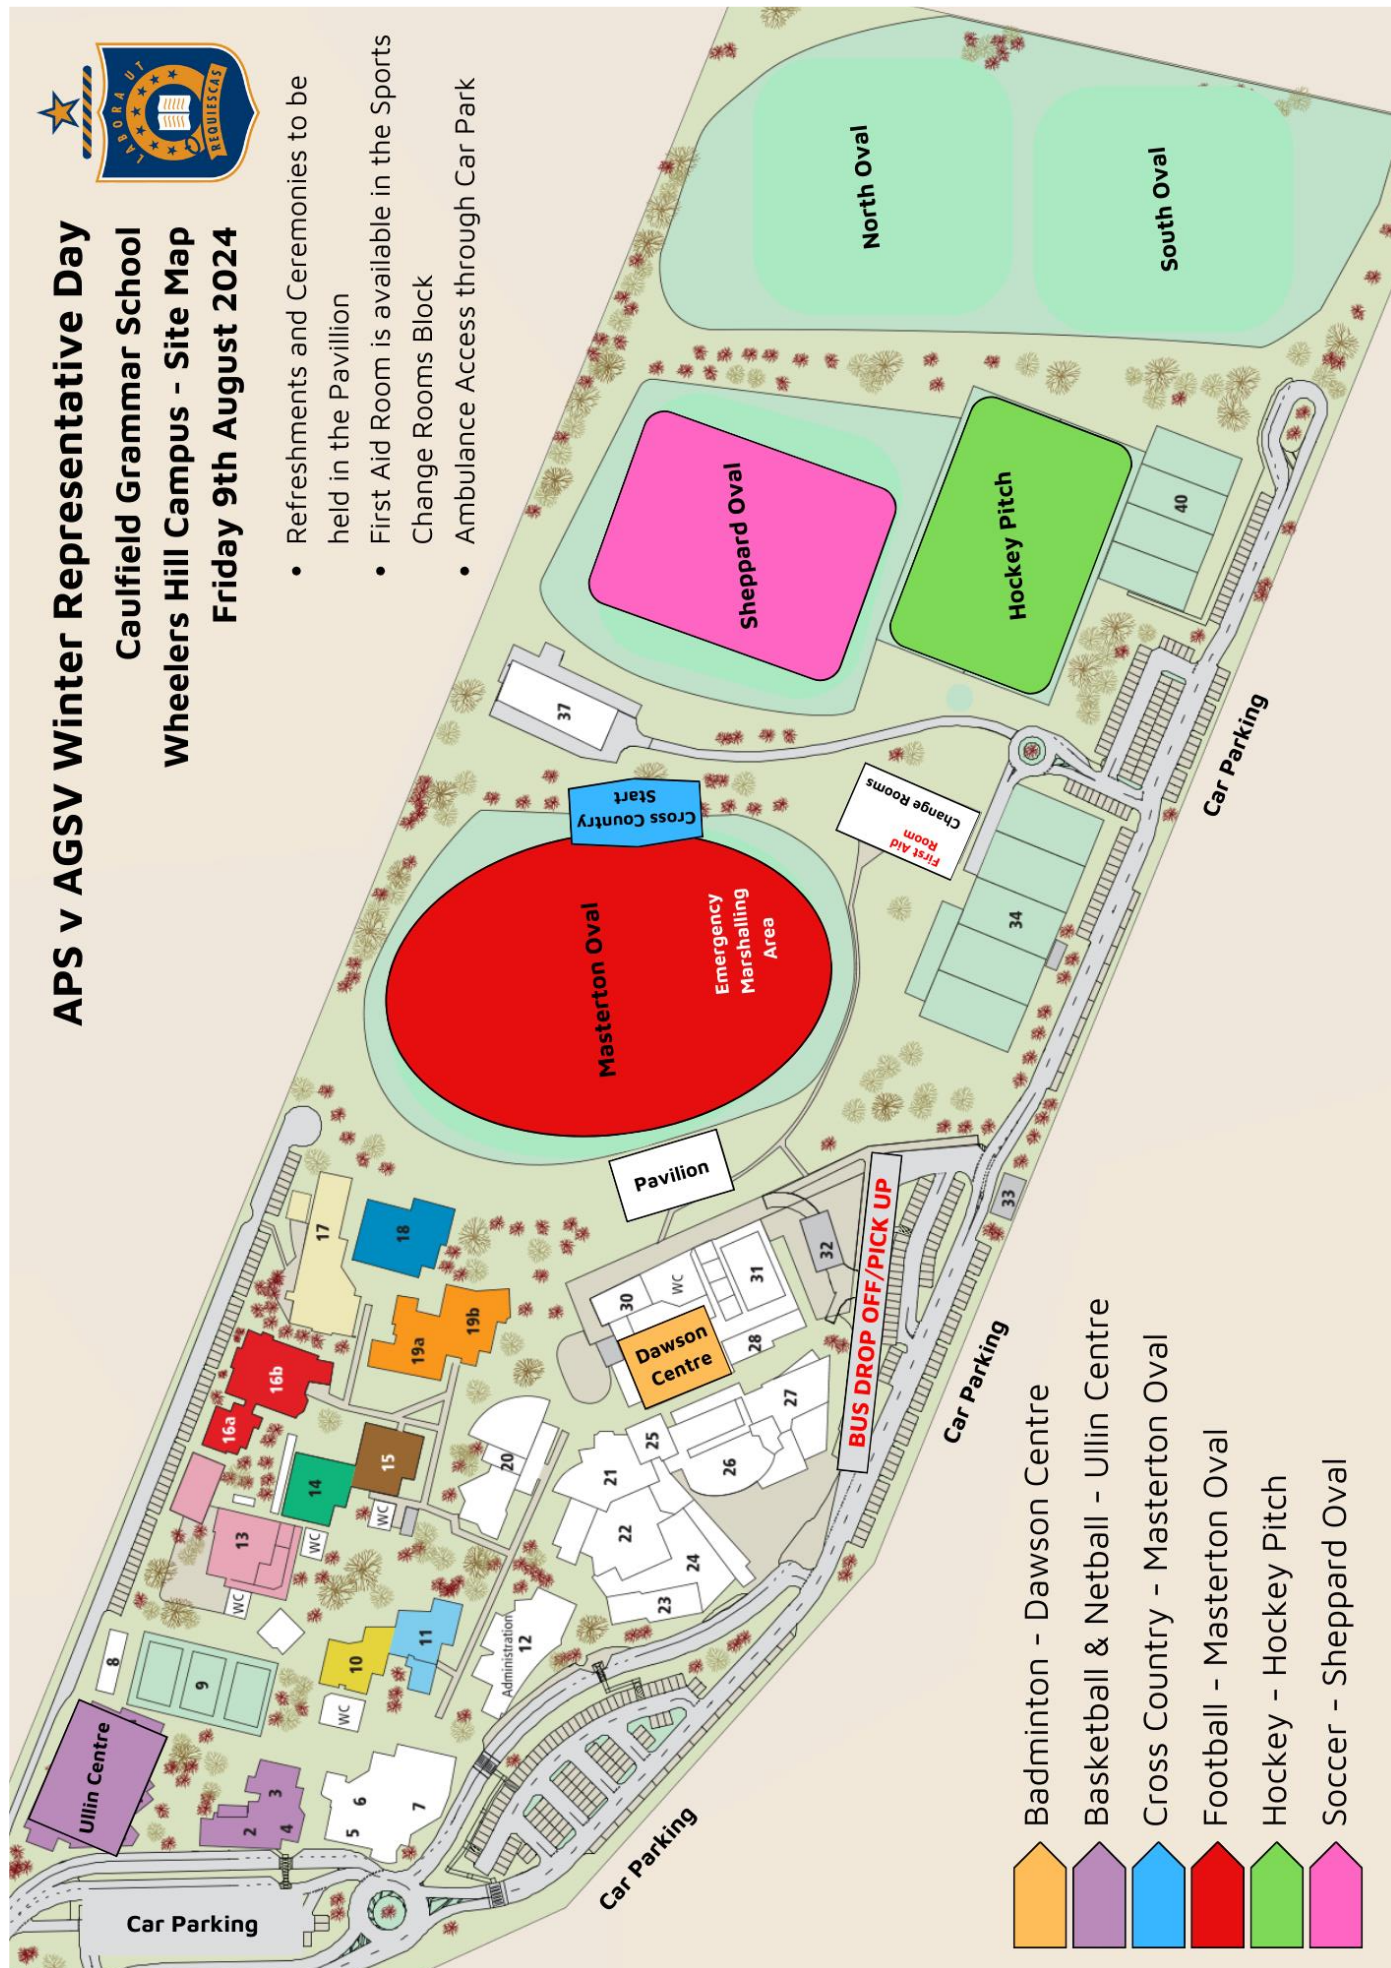 APS v AGSV Winter Representative Day
Caulfield Grammar School
Wheelers Hill Campus - Site Map
Friday 9th August 2024
LABORA UT
REQUIESCAS
• Refreshments and Ceremonies to be
held in the Pavillion
• First Aid Room is available in the Sports
Change Rooms Block
• Ambulance Access through Car Park
North Oval
South Oval
Sheppard Oval
Hockey Pitch
40
37
Cross Country
Start
Change Rooms
First Aid
Room
Masterton Oval
Emergency
Marshalling
Area
34
Car Parking
Pavilion
BUS DROP OFF/PICK UP
33
32
31
30
WC
28
Dawson
Centre
27
26
25
24
23
22
21
20
19a
19b
18
17
16a
16b
15
14
WC
WC
13
WC
Administration
12
11
10
WC
9
8
Ullin Centre
2
3
4
5
6
7
Car Parking
Car Parking
Car Parking
Badminton - Dawson Centre
Basketball & Netball - Ullin Centre
Cross Country - Masterton Oval
Football - Masterton Oval
Hockey - Hockey Pitch
Soccer - Sheppard Oval